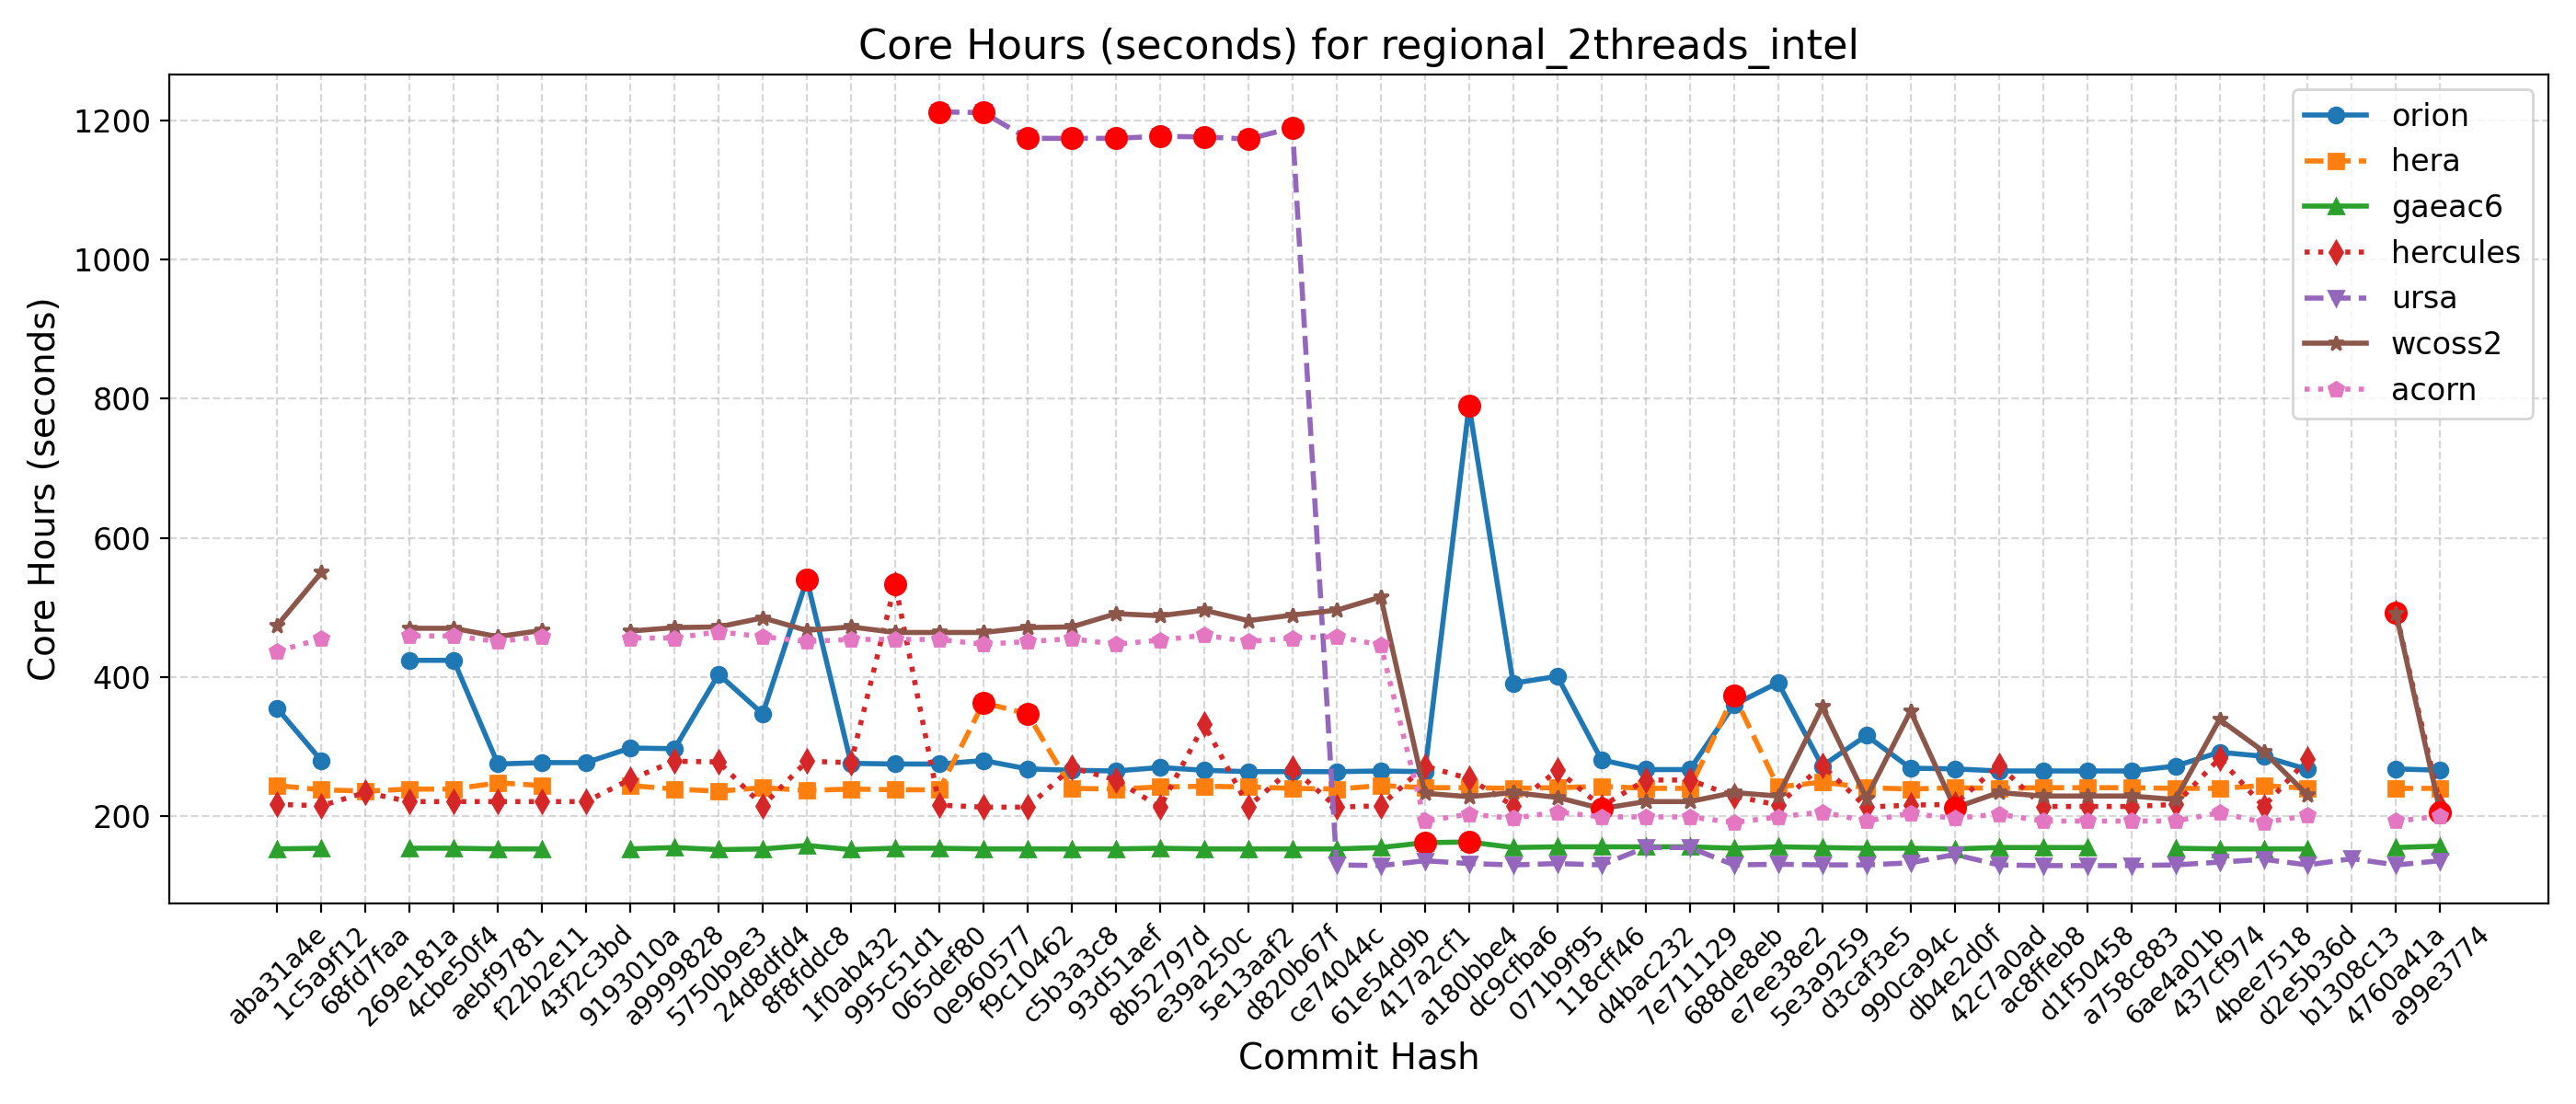 Core Hours (seconds) for regional_2threads_intel
Core Hours (seconds)
1200
1000
800
600
400
200
orion
hera
gaeac6
hercules
ursa
wcoss2
acorn
aba31a4e
1c5a9f12
68fd7faa
269e181a
4cbe50f4
aebf9781
f22b2e11
43f2c3bd
9193010a
a9999828
5750b9e3
24d8dfd4
8f8fddc8
1f0ab432
995c51d1
065def80
0e960577
f9c10462
c5b3a3c8
93d51aef
8b52797d
e39a250c
5e13aaf2
d820b67f
ce74044c
61e54d9b
417a2cf1
a180bbe4
dc9cfba6
071b9f95
118cff46
d4bac232
7e711129
688de8eb
e7ee38e2
5e3a9259
d3caf3e5
990ca94c
db4e2d0f
42c7a0ad
ac8ffeb8
d1f50458
a758c883
6ae4a01b
437cf974
4bee7518
d2e5b36d
b1308c13
4760a41a
a99e3774
Commit Hash